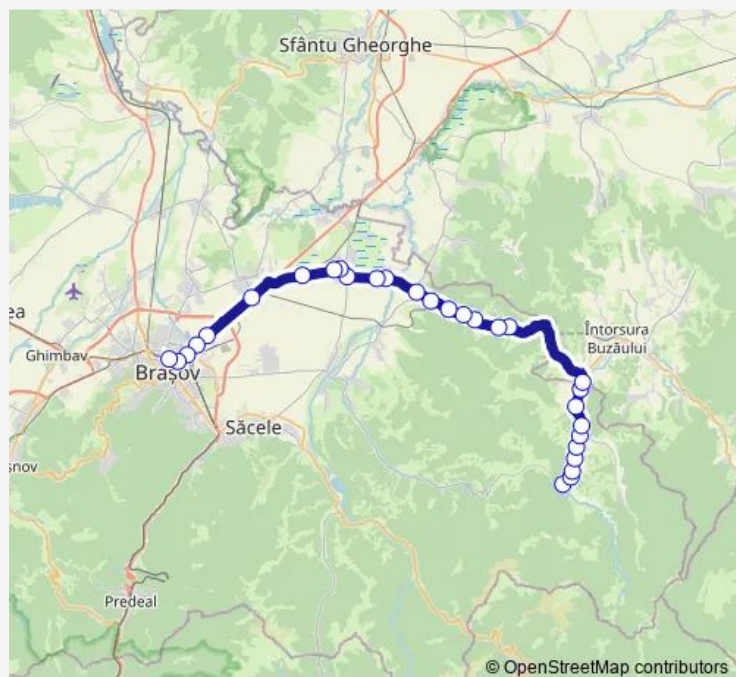 Sfântu Gheorghe
ea
Întorsura
Buzăului
Ghimbav
Brașov
Săcele
șnov
Predeal
© OpenStreetMap contributors